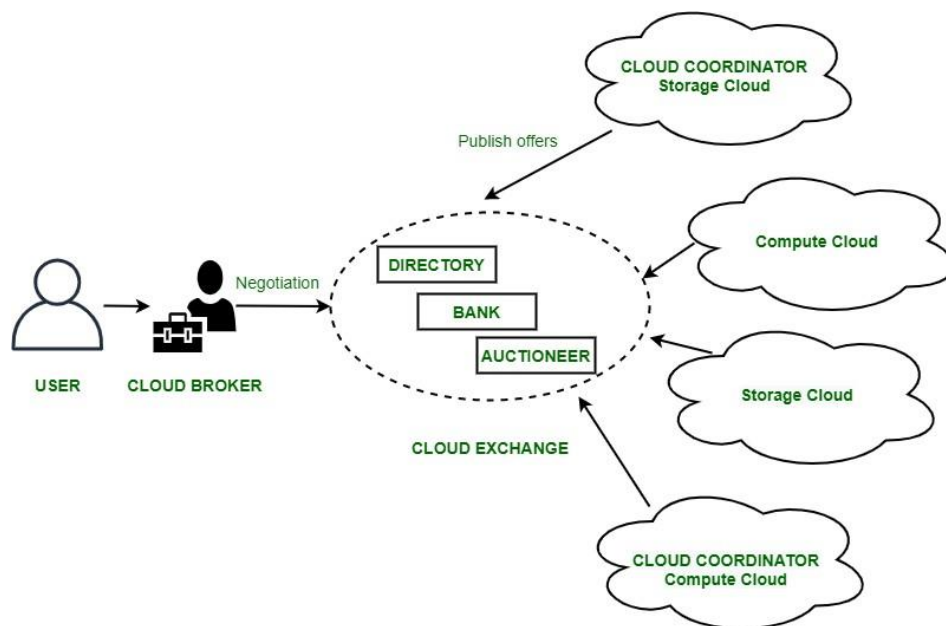 CLOUD COORDINATOR
Storage Cloud
Publish offers
Compute Cloud
DIRECTORY
Negotiation
BANK
AUCTIONEER
USER
CLOUD BROKER
Storage Cloud
CLOUD EXCHANGE
CLOUD COORDINATOR
Compute Cloud